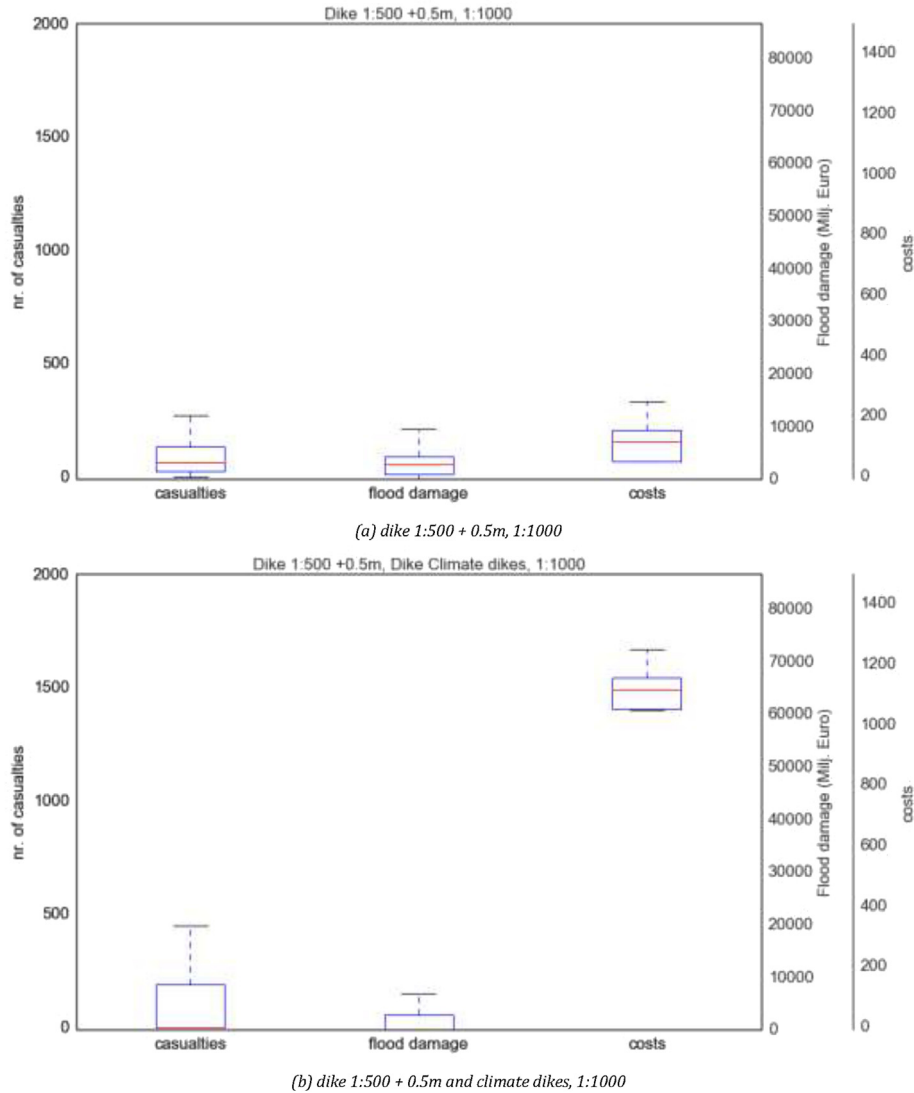 Dike 1:500 +0.5m, 1:1000
2000
1500
1000
500
0
nr. of casualties
casualties
flood damage
costs
80000
70000
60000
50000
40000
30000
20000
10000
0
Flood damage (Milj. Euro)
1400
1200
1000
800
600
400
200
0
costs
(a) dike 1:500 + 0.5m, 1:1000
Dike 1:500 +0.5m, Dike Climate dikes, 1:1000
2000
1500
1000
500
0
nr. of casualties
casualties
flood damage
costs
80000
70000
60000
50000
40000
30000
20000
10000
0
Flood damage (Milj. Euro)
1400
1200
1000
800
600
400
200
0
costs
(b) dike 1:500 + 0.5m and climate dikes, 1:1000